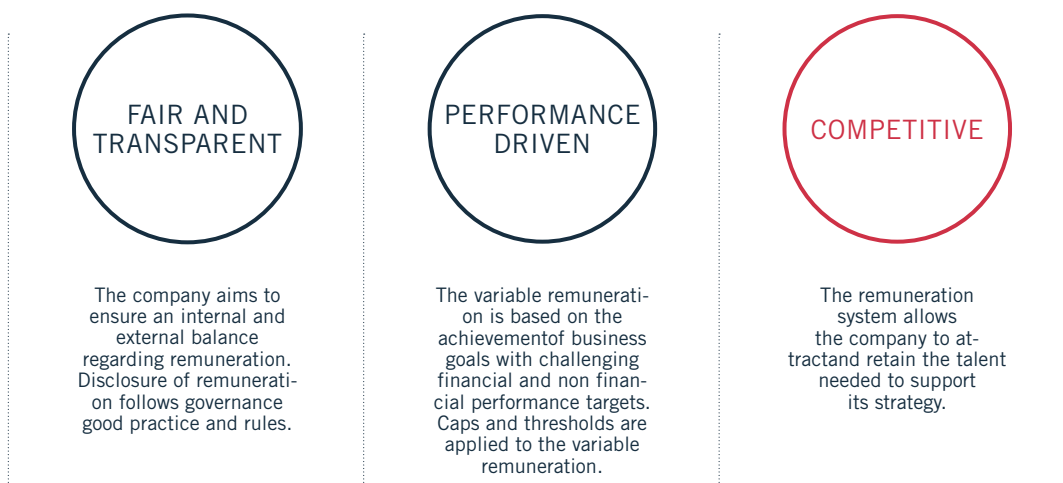 FAIR AND
TRANSPARENT
The company aims to
ensure an internal and
external balance
regarding remuneration.
Disclosure of remunerati-
on follows governance
good practice and rules.
PERFORMANCE
DRIVEN
The variable remunerati-
on is based on the
achievementof business
goals with challenging
financial and non finan-
cial performance targets.
Caps and thresholds are
applied to the variable
remuneration.
COMPETITIVE
The remuneration
system allows
the company to at-
tractand retain the talent
needed to support
its strategy.